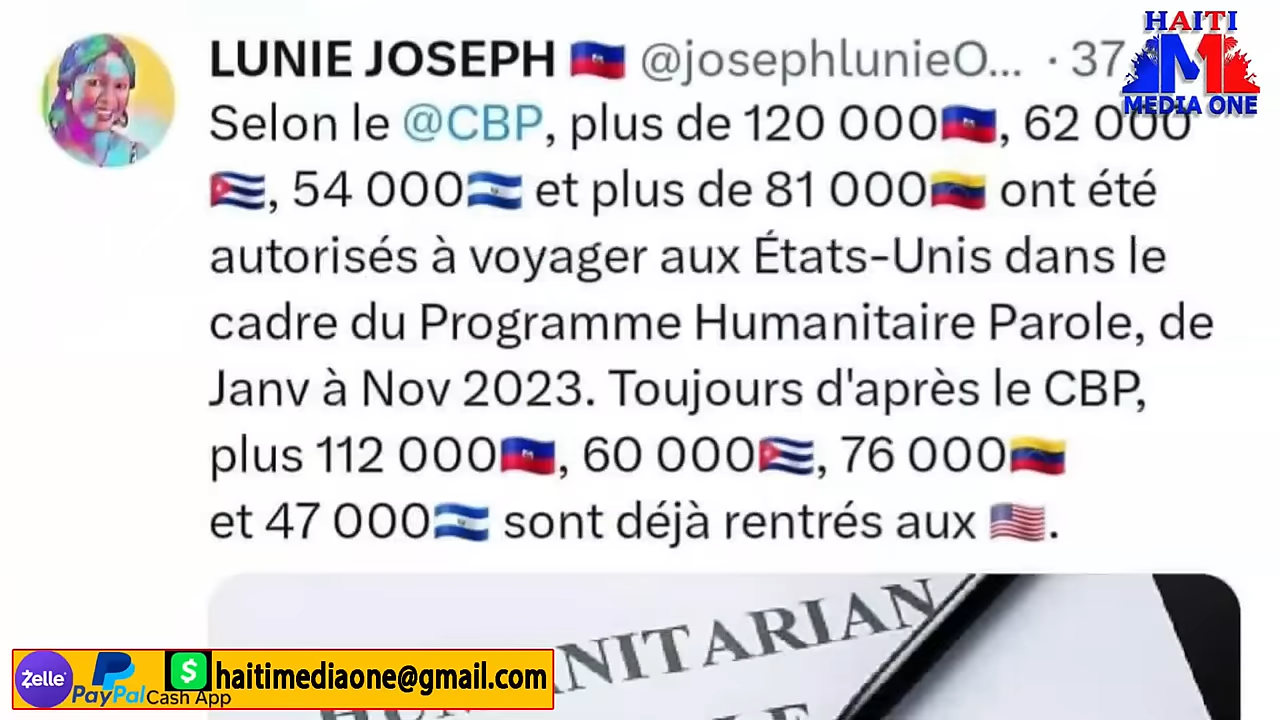 LUNIE JOSEPH 🇭🇹 @josephlunieO... · 37
HAITI
M
MEDIA ONE
Selon le @CBP, plus de 120 000🇭🇹, 62 000
🇨🇺, 54 000🇸🇻 et plus de 81 000🇻🇪 ont été
autorisés à voyager aux États-Unis dans le
cadre du Programme Humanitaire Parole, de
Janv à Nov 2023. Toujours d'après le CBP,
plus 112 000🇭🇹, 60 000🇨🇺, 76 000🇻🇪
et 47 000🇸🇻 sont déjà rentrés aux 🇺🇸.
NITARIAN
Zelle
PayPal
$
Cash App
haitimediaone@gmail.com